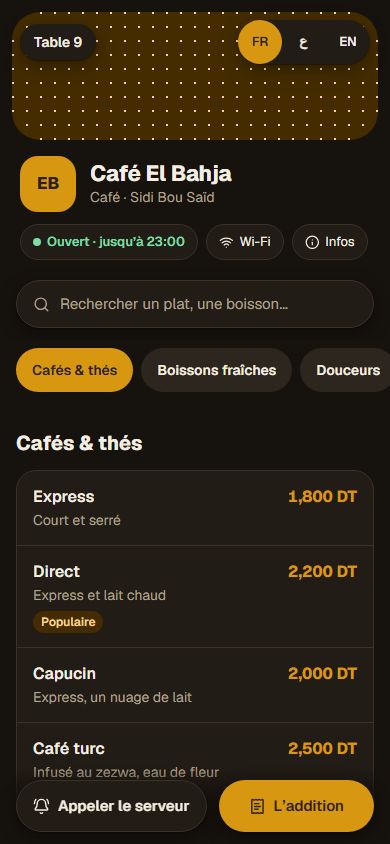 Table 9
FR ع EN
EB
Café El Bahja
Café · Sidi Bou Saïd
Ouvert · jusqu'à 23:00
Wi-Fi
Infos
Rechercher un plat, une boisson…
Cafés & thés
Boissons fraîches
Douceurs
Cafés & thés
Express 1,800 DT
Court et serré
Direct 2,200 DT
Express et lait chaud
Populaire
Capucin 2,000 DT
Express, un nuage de lait
Café turc 2,500 DT
Infusé au zezwa, eau de fleur
Appeler le serveur
L'addition